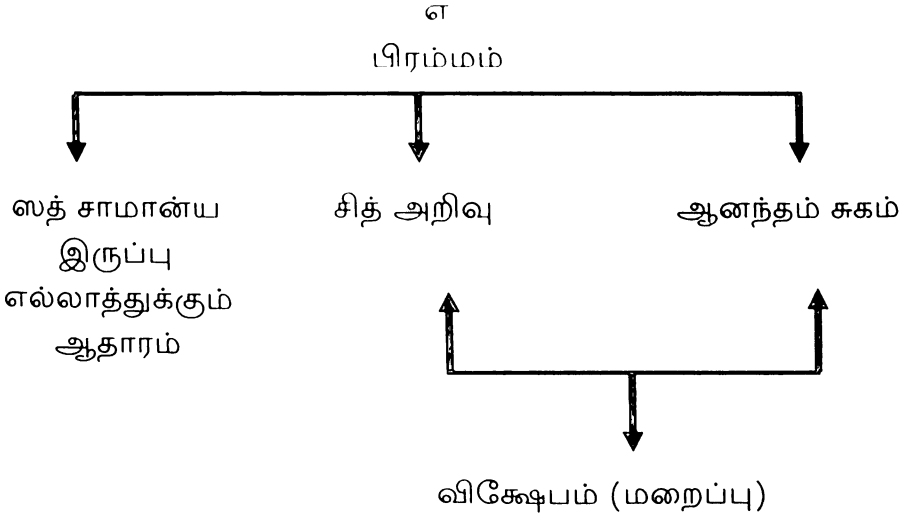 எ
பிரம்மம்
ஸத் சாமான்ய
இருப்பு
எல்லாத்துக்கும்
ஆதாரம்
சித் அறிவு
ஆனந்தம் சுகம்
விக்ஷேபம் (மறைப்பு)